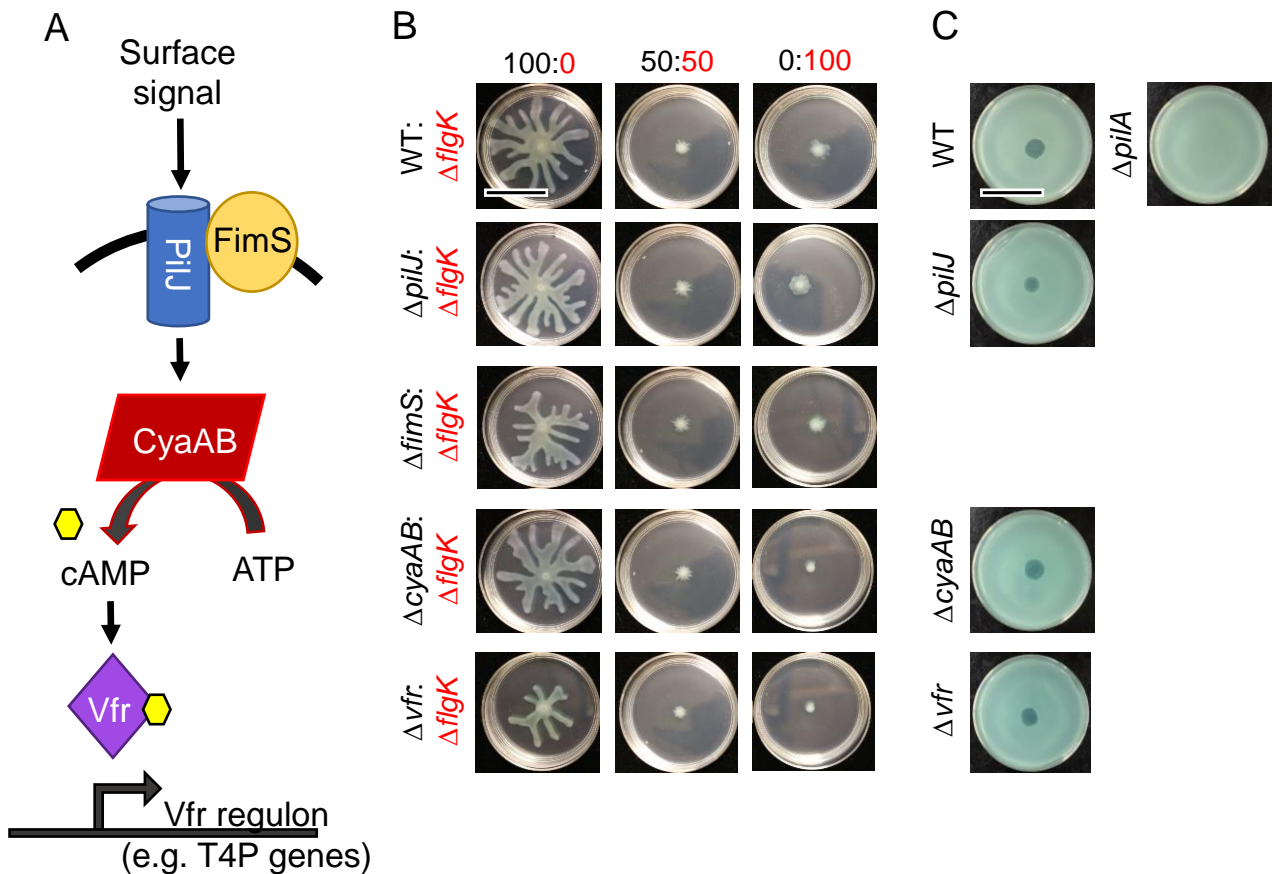 A
Surface
signal
PilJ
FimS
CyaAB
cAMP
ATP
Vfr
Vfr regulon
(e.g. T4P genes)
B
100:0
50:50
0:100
WT:
ΔflgK
ΔpilJ:
ΔflgK
ΔfimS:
ΔflgK
ΔcyaAB:
ΔflgK
Δvfr:
ΔflgK
C
WT
ΔpilA
ΔpilJ
ΔcyaAB
Δvfr